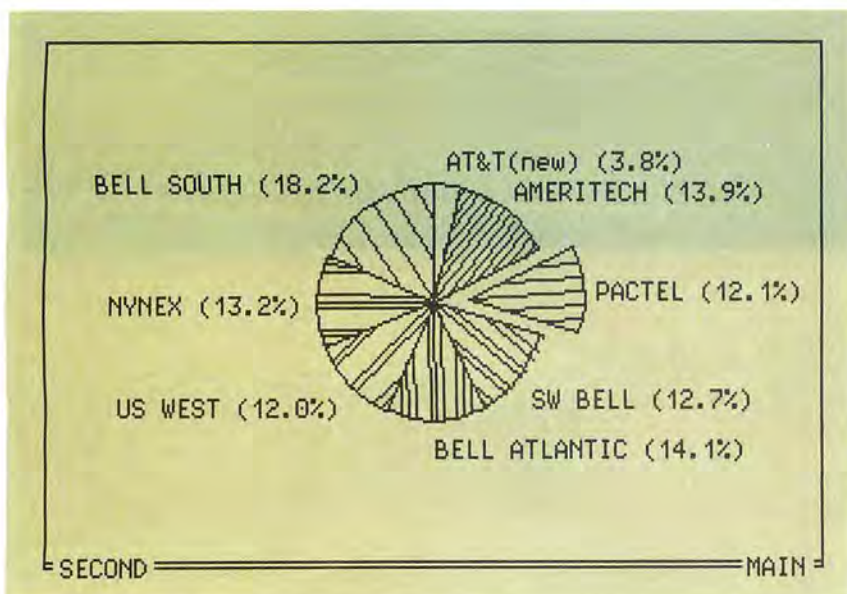 AT&T(new) (3.8%)
BELL SOUTH (18.2%)
AMERITECH (13.9%)
NYNEX (13.2%)
PACTEL (12.1%)
US WEST (12.0%)
SW BELL (12.7%)
BELL ATLANTIC (14.1%)
SECOND
MAIN